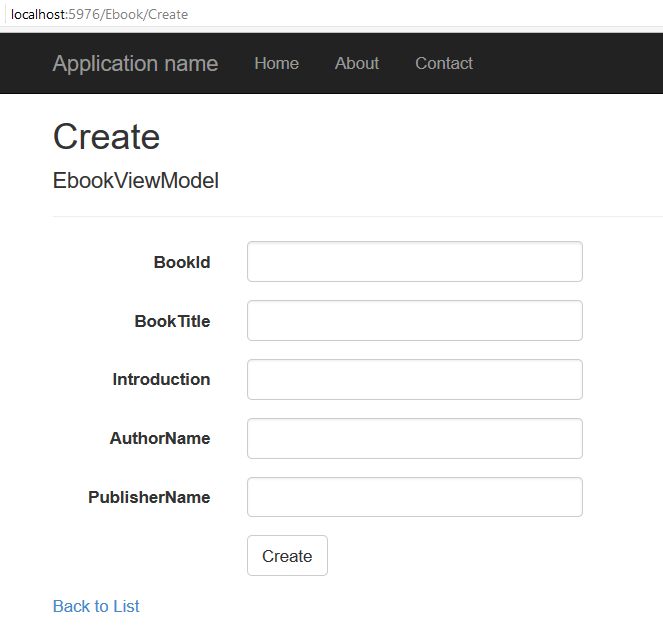 localhost:5976/Ebook/Create
Application name Home About Contact
Create
EbookViewModel
BookId
BookTitle
Introduction
AuthorName
PublisherName
Create
Back to List